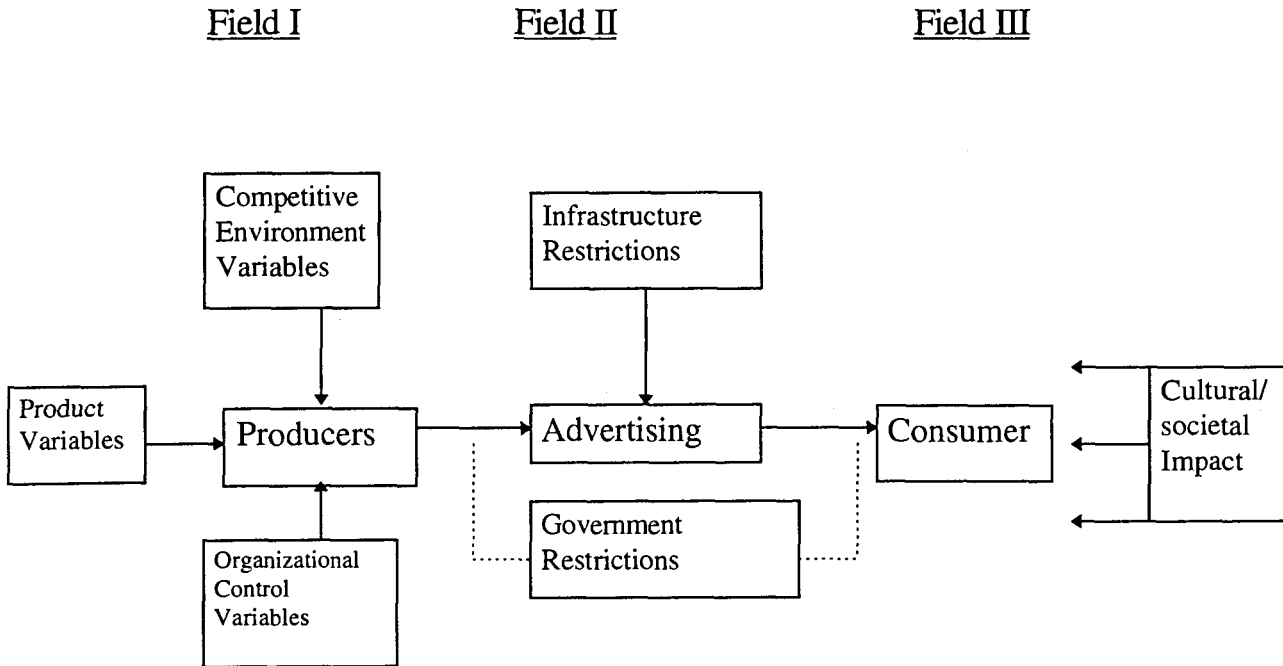 Field I
Field II
Field III
Competitive
Environment
Variables
Infrastructure
Restrictions
Product
Variables
Producers
Advertising
Consumer
Cultural/
societal
Impact
Organizational
Control
Variables
Government
Restrictions